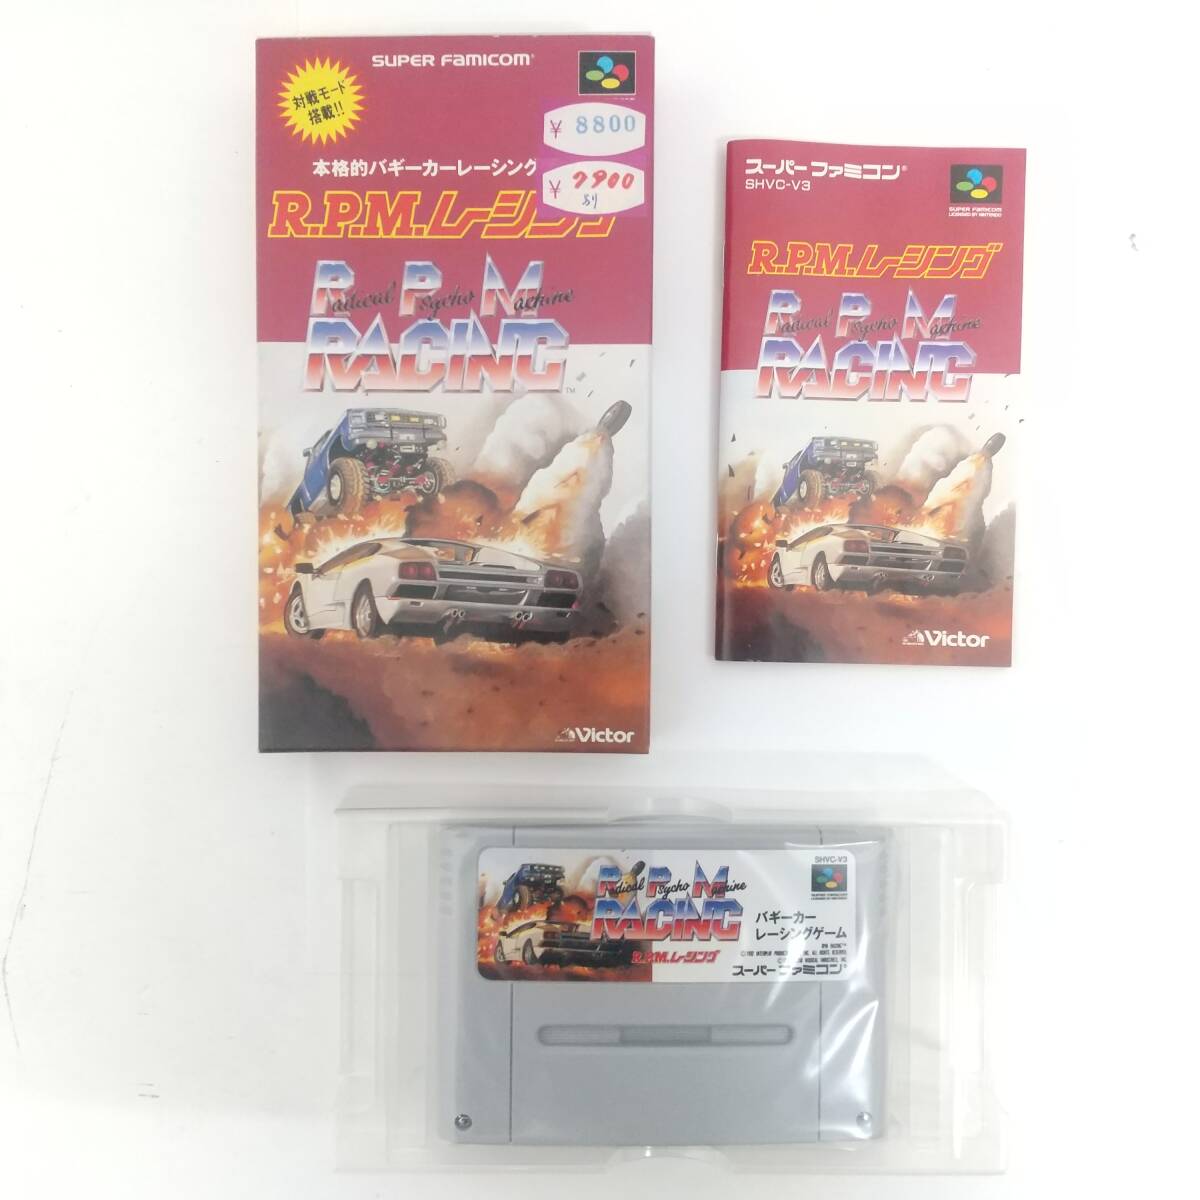 SUPER FAMICOM
対戦モード
搭載!!
¥ 8800
本格的バギーカーレーシング
¥ 7900
R.P.M.レーシング
Radical Psycho Machine
RACING™
Victor
スーパーファミコン®
SHVC-V3
SUPER FAMICOM
LICENSED BY NINTENDO
R.P.M.レーシング
Radical Psycho Machine
RACING
Victor
SHVC-V3
Radical Psycho Machine
RACING
バギーカー
レーシングゲーム
R.P.M.レーシング
スーパーファミコン®